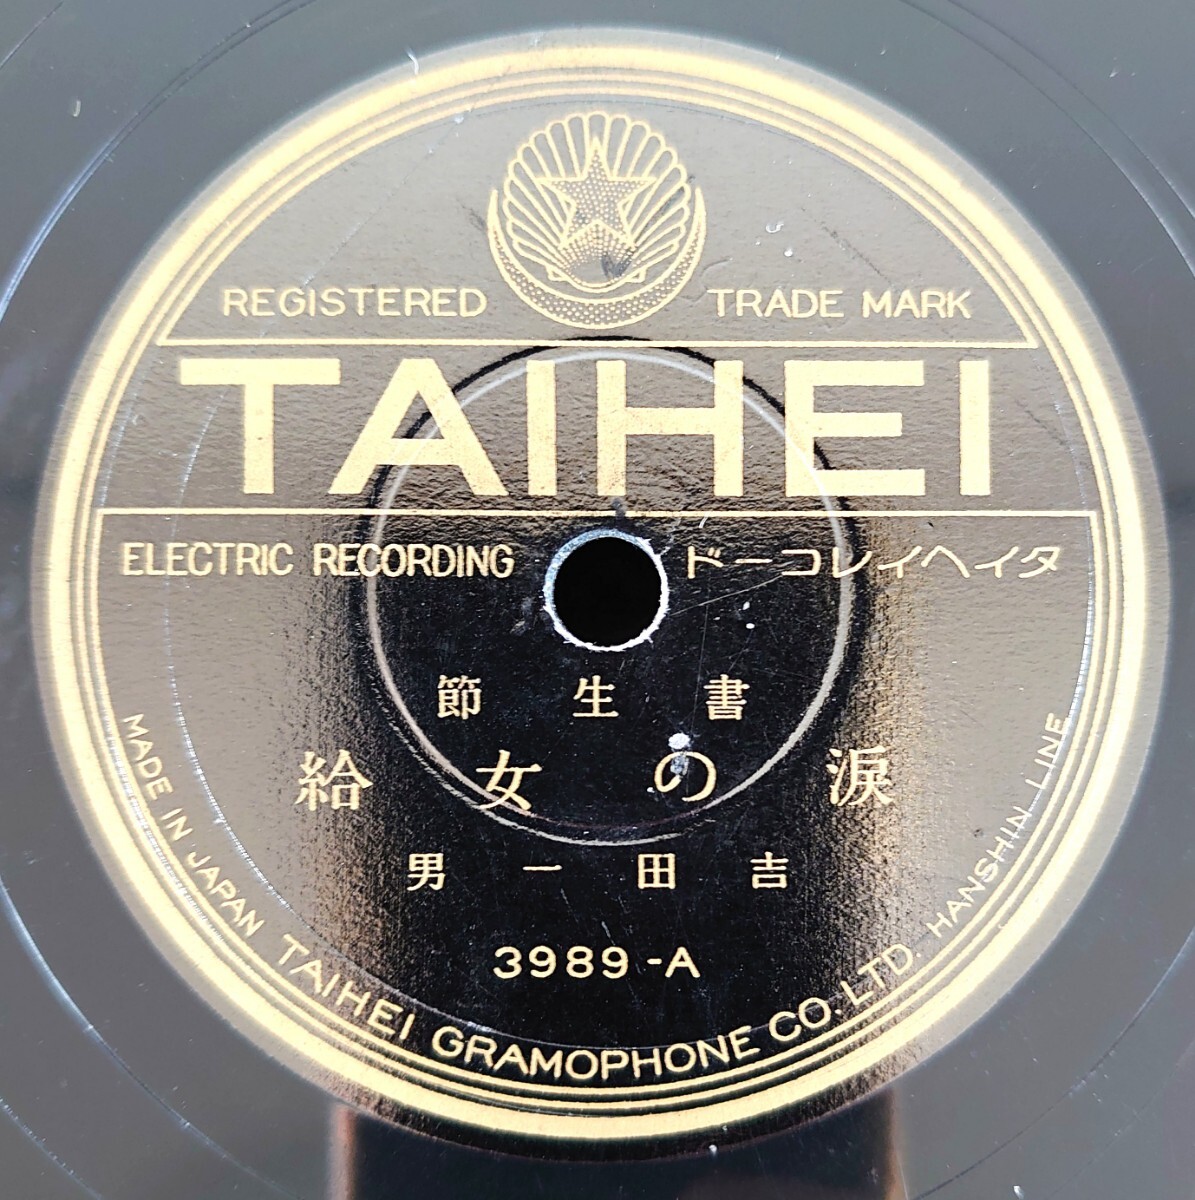 REGISTERED TRADE MARK
TAIHEI
ELECTRIC RECORDING タイヘイレコード
書生節
淚の女給
吉田一男
3989-A
MADE IN JAPAN TAIHEI GRAMOPHONE CO. LTD. HANSHIN LINE